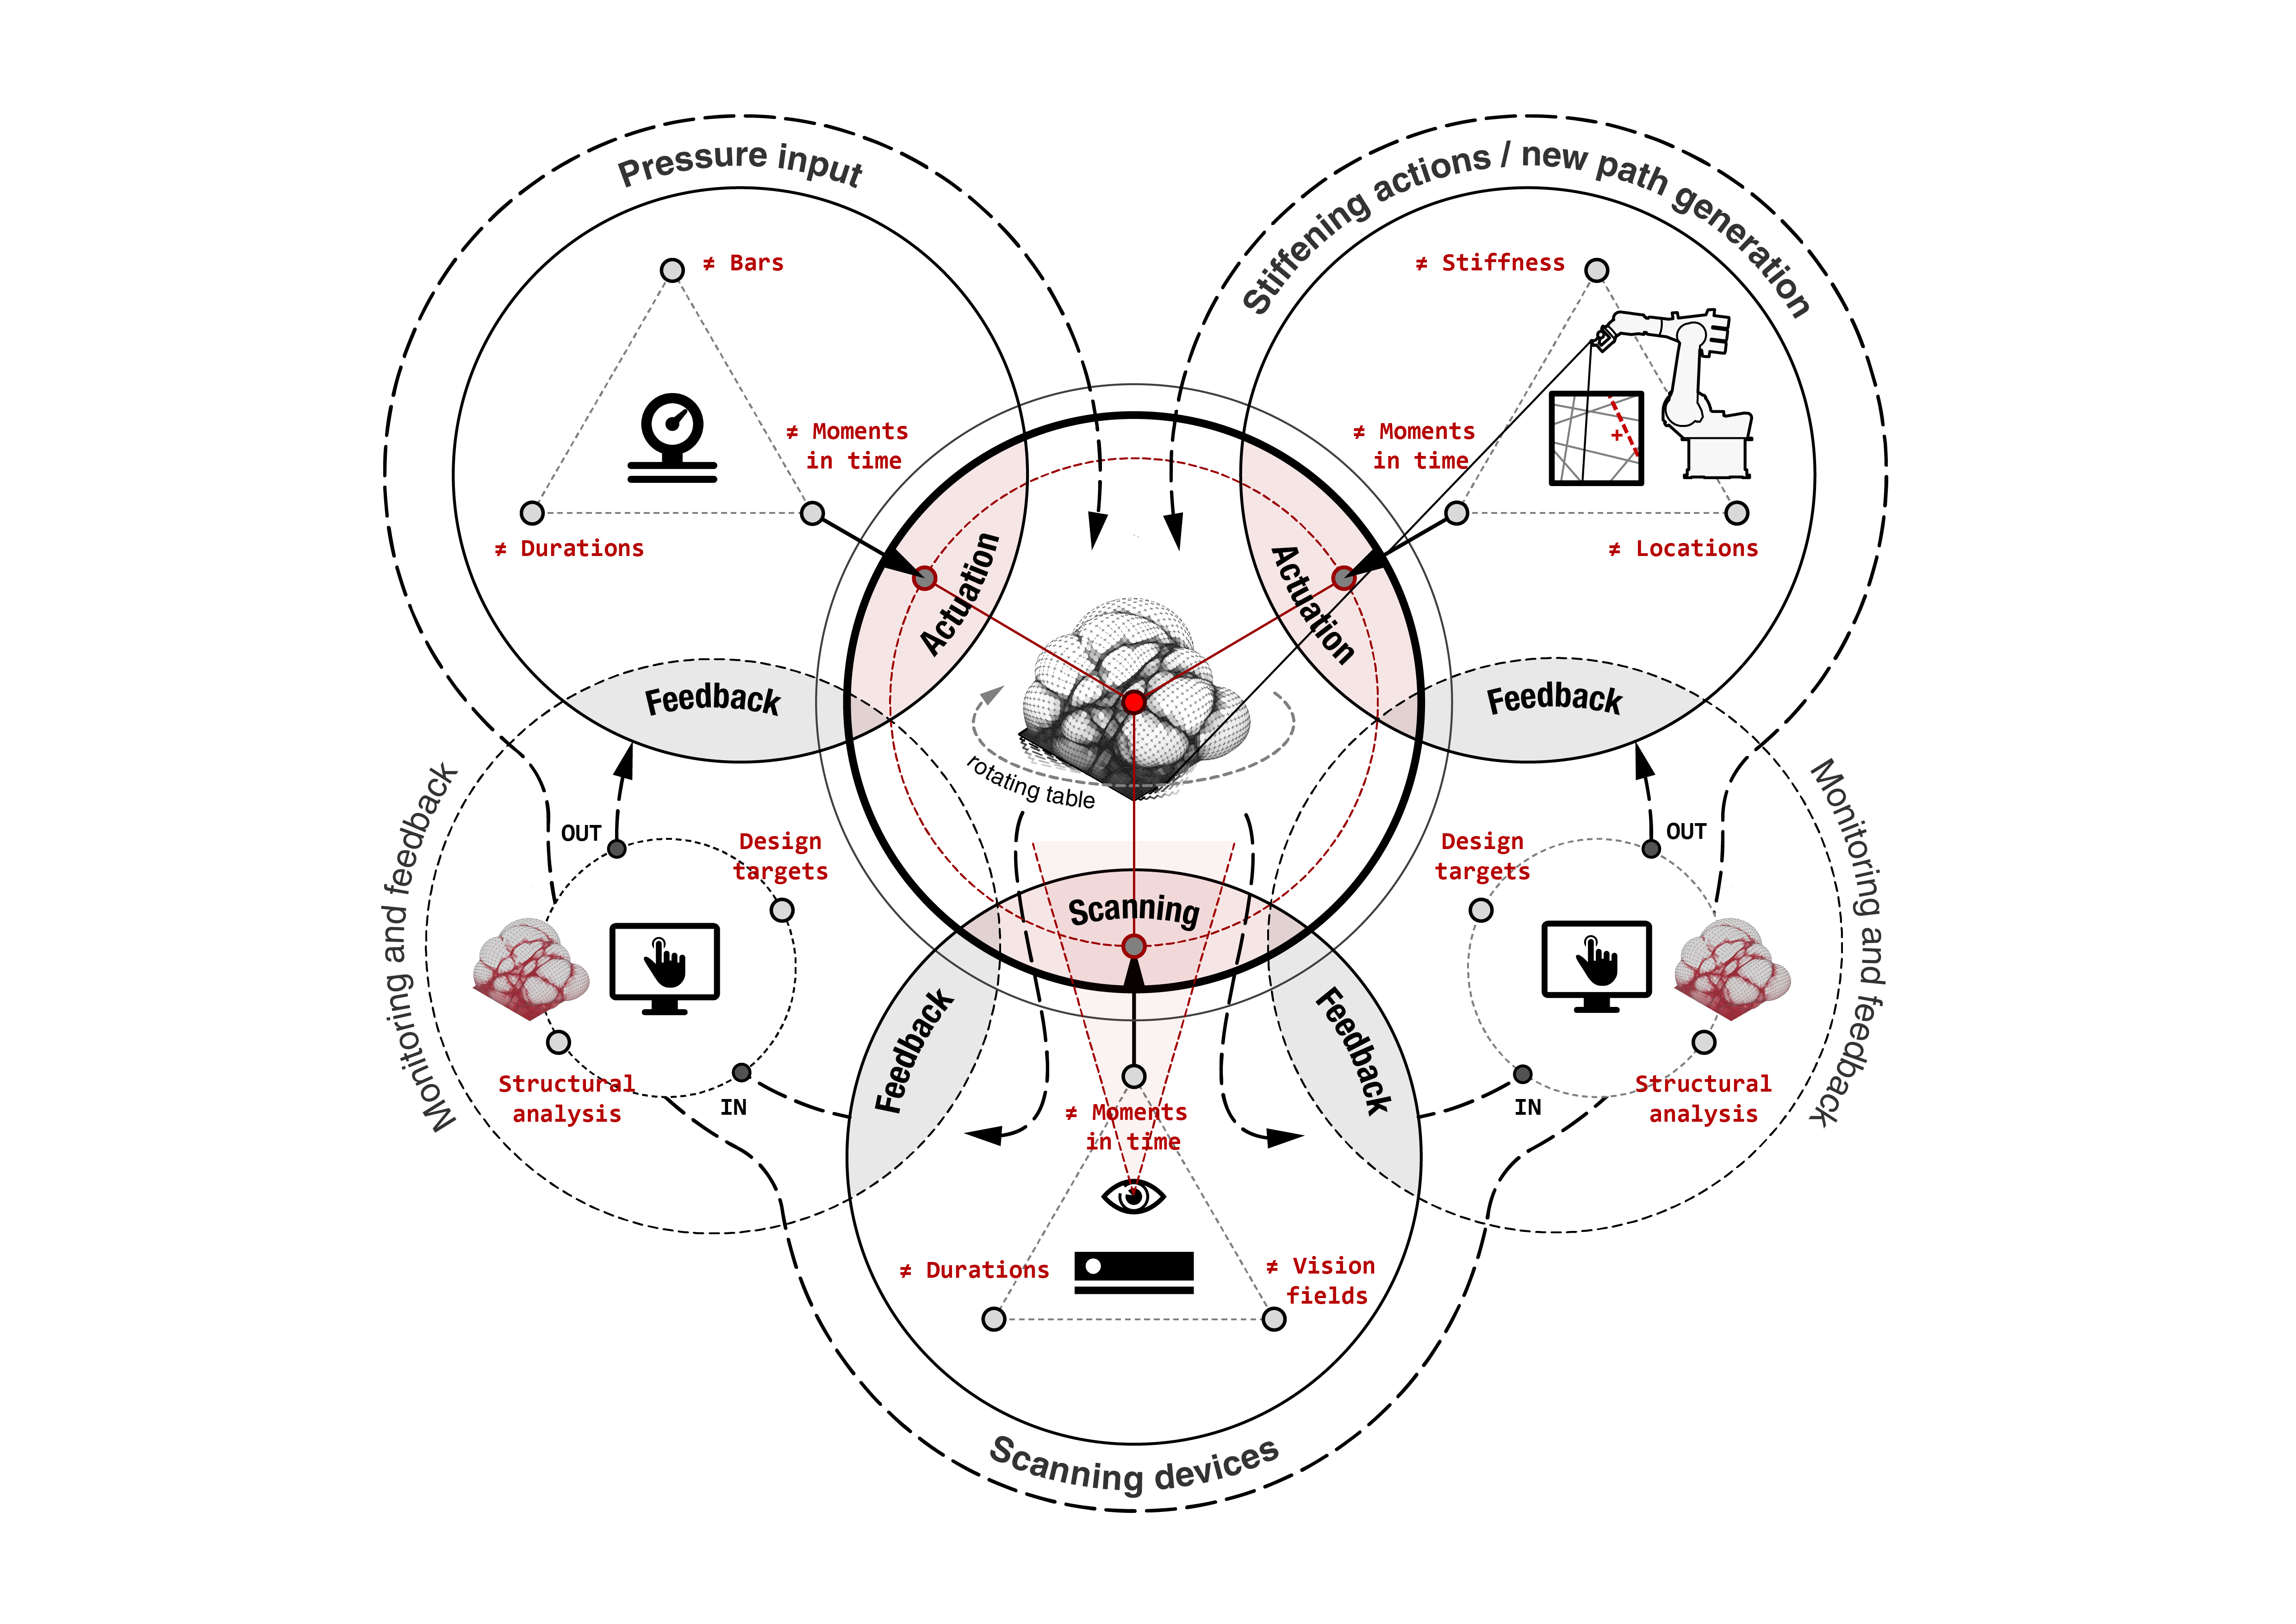 Pressure input
Stiffening actions / new path generation
≠ Bars
≠ Stiffness
≠ Moments
in time
≠ Moments
in time
+
≠ Durations
≠ Locations
Actuation
Actuation
Feedback
Feedback
rotating table
Monitoring and feedback
Monitoring and feedback
OUT
Design
targets
Design
targets
OUT
Scanning
Structural
analysis
IN
Feedback
Feedback
IN
Structural
analysis
≠ Moments
in time
≠ Durations
≠ Vision
fields
Scanning devices